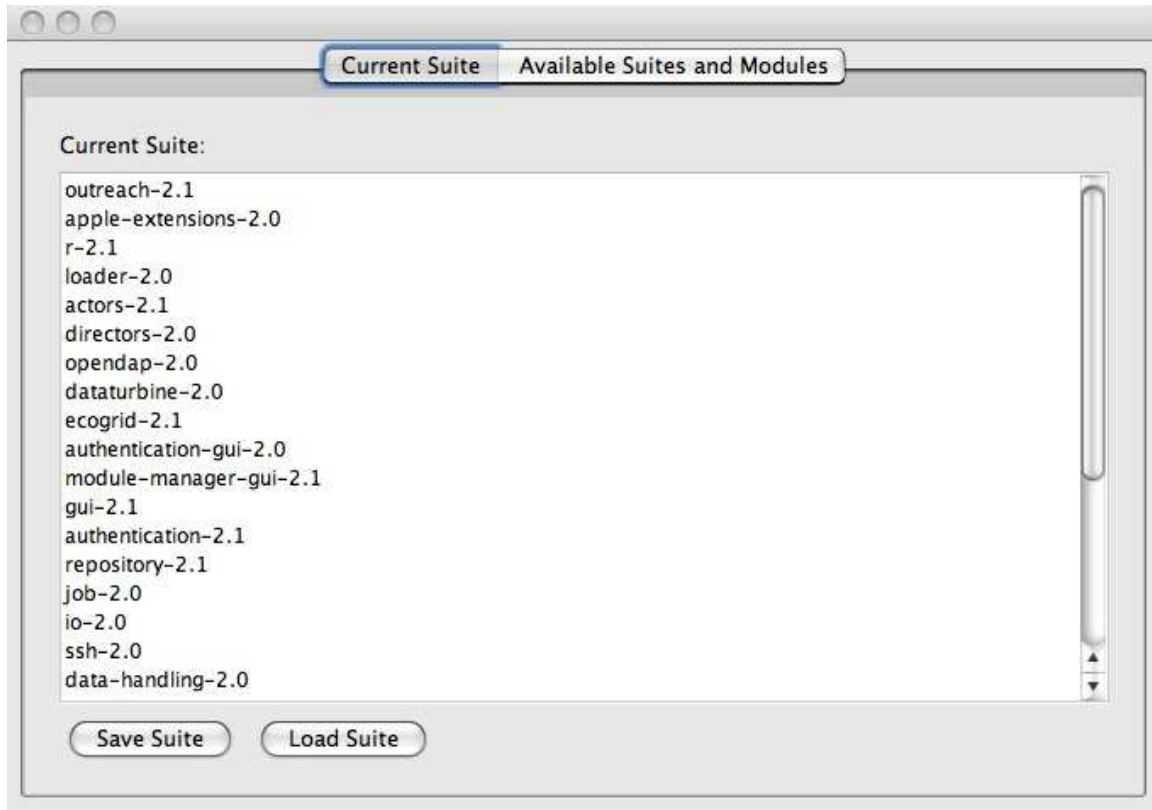 Current Suite Available Suites and Modules
Current Suite:
outreach-2.1
apple-extensions-2.0
r-2.1
loader-2.0
actors-2.1
directors-2.0
opendap-2.0
dataturbine-2.0
ecogrid-2.1
authentication-gui-2.0
module-manager-gui-2.1
gui-2.1
authentication-2.1
repository-2.1
job-2.0
io-2.0
ssh-2.0
data-handling-2.0
Save Suite Load Suite